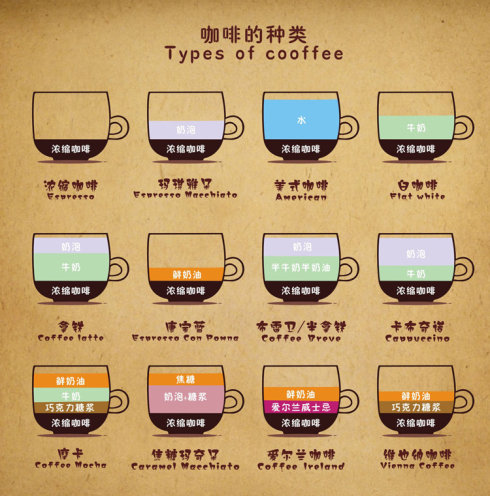 咖啡的种类
Types of cooffee
浓缩咖啡
奶泡
浓缩咖啡
水
浓缩咖啡
牛奶
浓缩咖啡
浓缩咖啡
Espresso
玛琪雅朵
Espresso Macchiato
美式咖啡
American
白咖啡
Flat white
奶泡
牛奶
浓缩咖啡
鲜奶油
浓缩咖啡
奶泡
半牛奶半奶油
浓缩咖啡
奶泡
牛奶
浓缩咖啡
拿铁
Coffee latte
康宝蓝
Espresso Con Panna
布雷卫/半拿铁
Coffee Breve
卡布奇诺
Cappuccino
鲜奶油
牛奶
巧克力糖浆
浓缩咖啡
焦糖
奶泡+糖浆
浓缩咖啡
鲜奶油
爱尔兰威士忌
浓缩咖啡
鲜奶油
巧克力糖浆
浓缩咖啡
摩卡
Coffee Mocha
焦糖玛奇朵
Caramel Macchiato
爱尔兰咖啡
Coffee Ireland
维也纳咖啡
Vienna Coffee